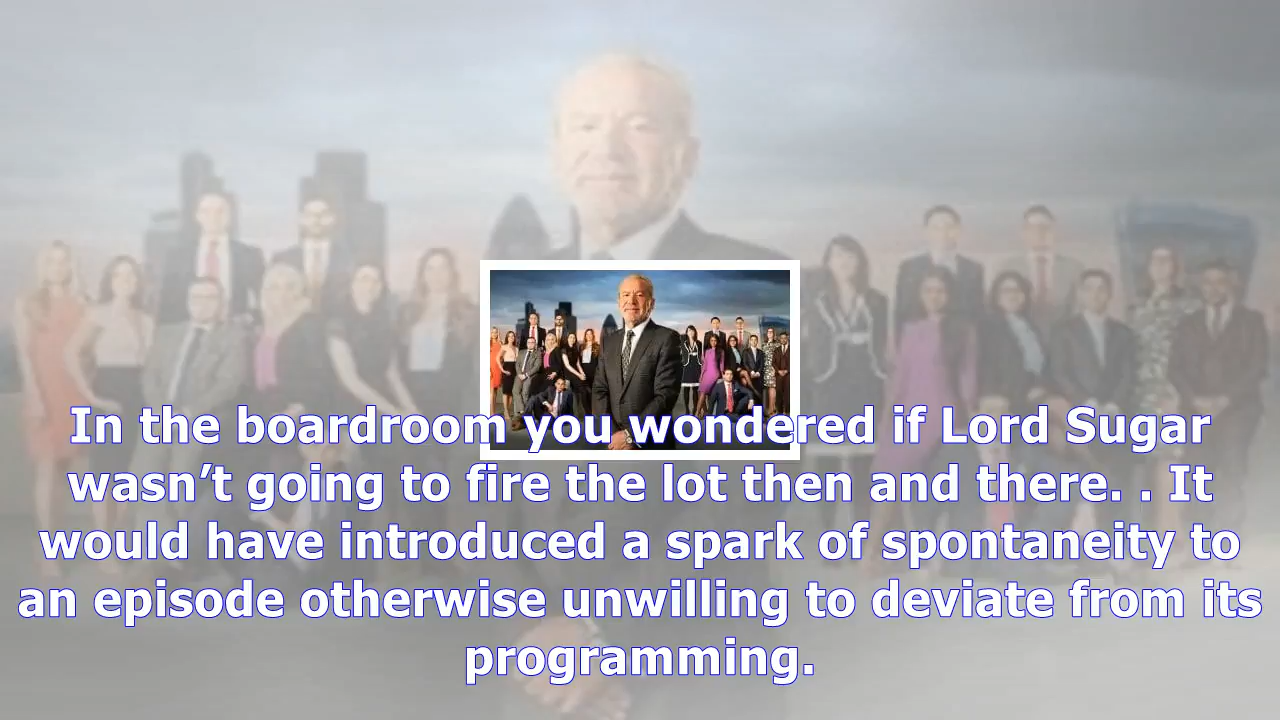 In the boardroom you wondered if Lord Sugar
wasn’t going to fire the lot then and there. . It
would have introduced a spark of spontaneity to
an episode otherwise unwilling to deviate from its
programming.